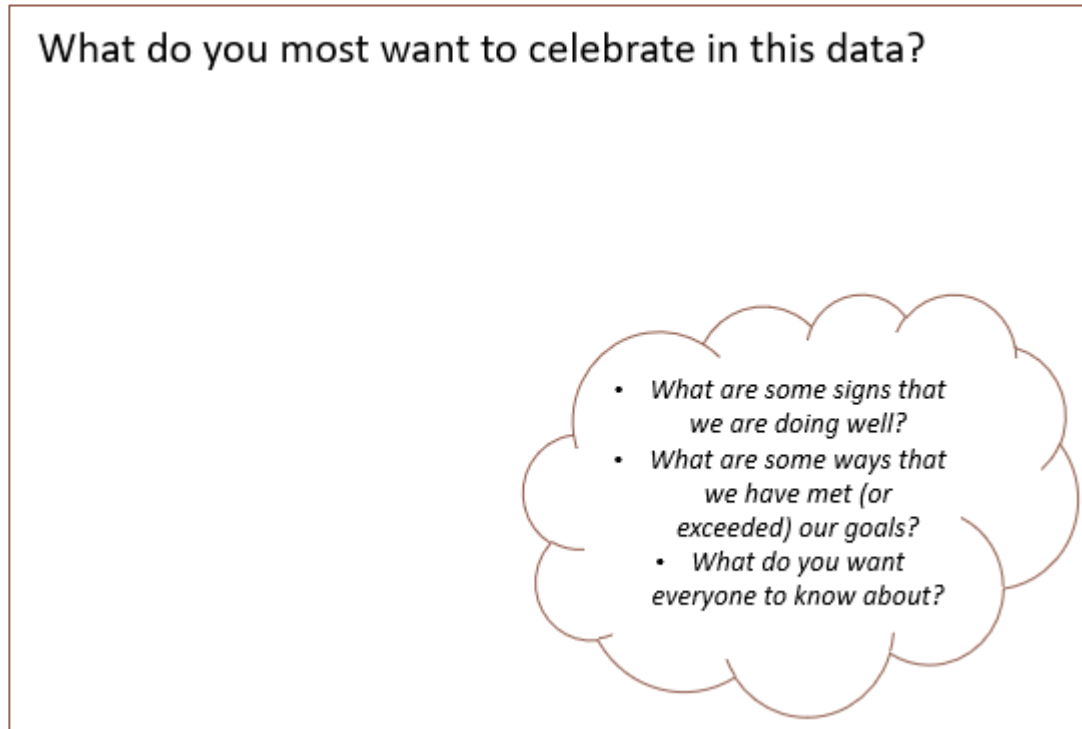 What do you most want to celebrate in this data?
• What are some signs that
we are doing well?
• What are some ways that
we have met (or
exceeded) our goals?
• What do you want
everyone to know about?